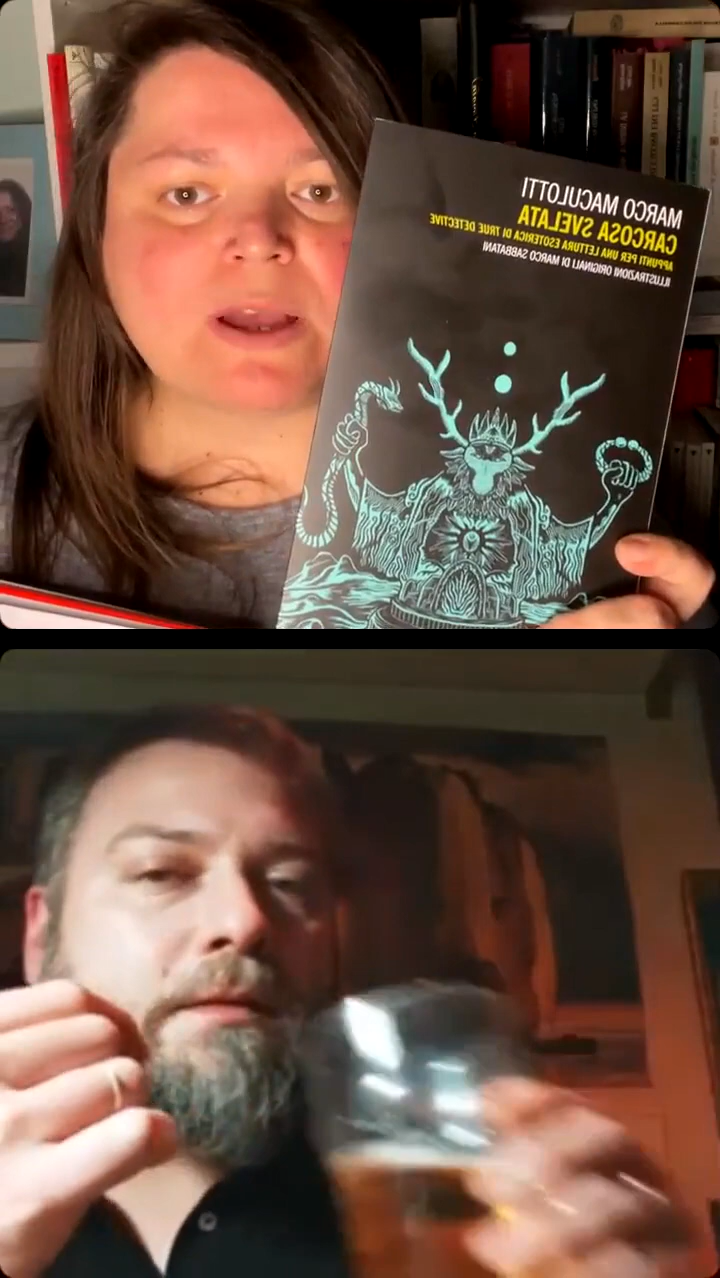 MARCO MACULOTTI
CARCOSA SVELATA
APPUNTI PER UNA LETTURA ESOTERICA DI TRUE DETECTIVE
ILLUSTRAZIONI ORIGINALI DI MARCO SABBATANI